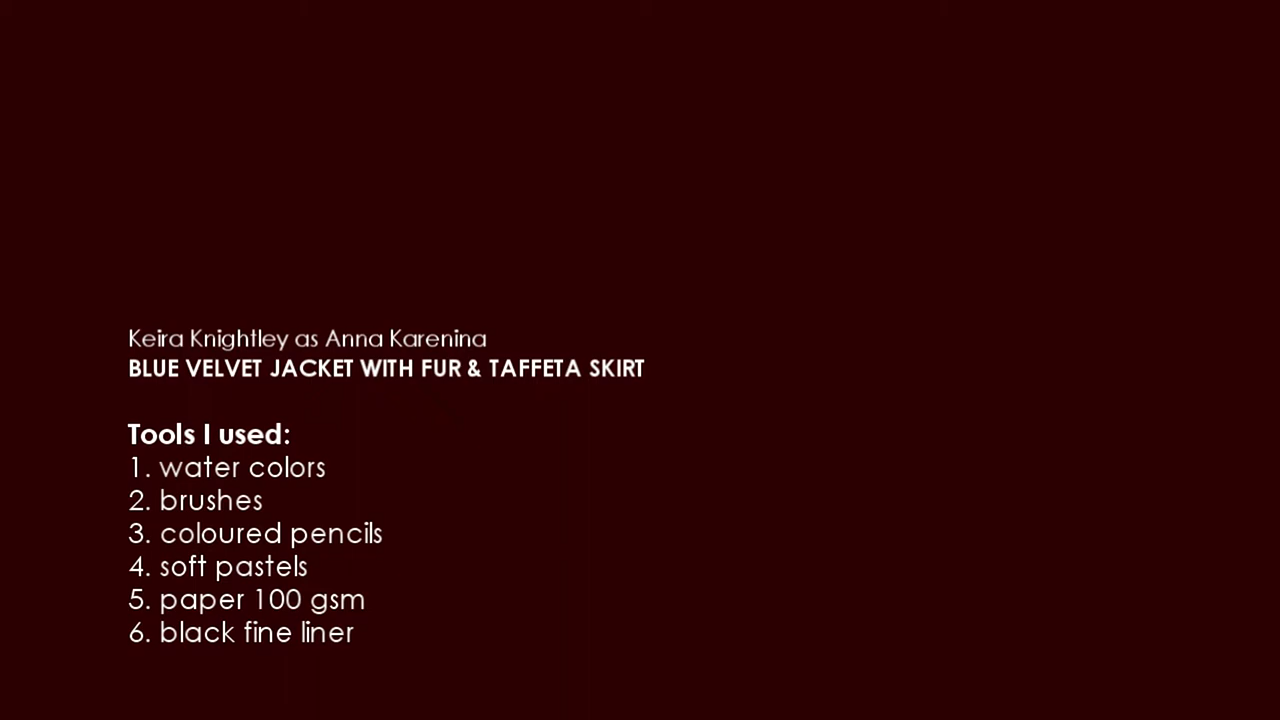 Keira Knightley as Anna Karenina
BLUE VELVET JACKET WITH FUR & TAFFETA SKIRT
Tools I used:
1. water colors
2. brushes
3. coloured pencils
4. soft pastels
5. paper 100 gsm
6. black fine liner